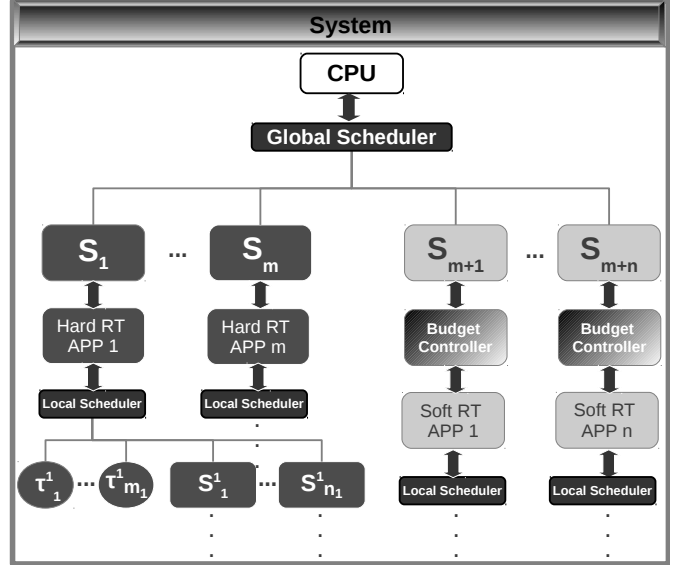 System
CPU
Global Scheduler
S1 ... Sm Sm+1 ... Sm+n
Hard RT
APP 1
Hard RT
APP m
Budget
Controller
Budget
Controller
Local Scheduler
Local Scheduler
Soft RT
APP 1
Soft RT
APP n
τ¹₁ ... τ¹m₁ S¹₁ ... S¹n₁
Local Scheduler
Local Scheduler